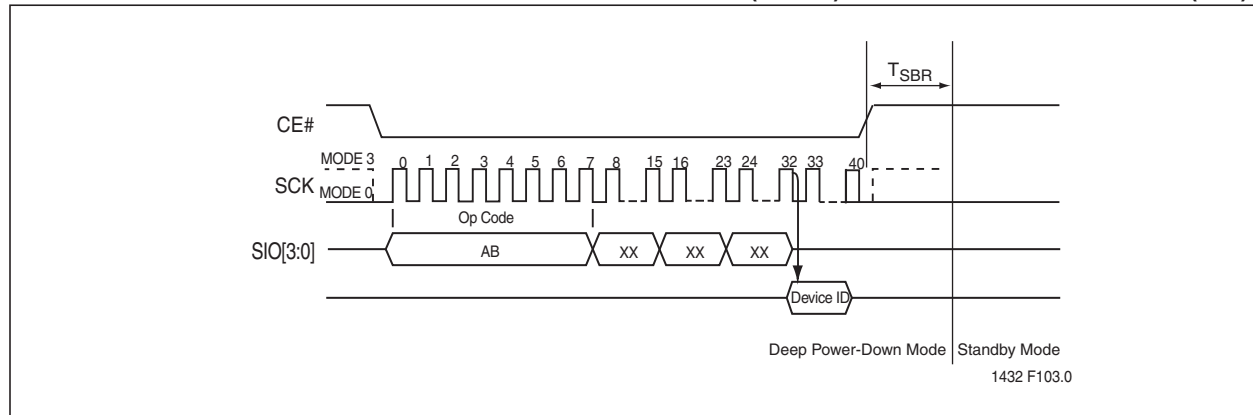 TSBR
CE#
MODE 3
0 1 2 3 4 5 6 7 8 15 16 23 24 32 33 40
SCK
MODE 0
Op Code
SIO[3:0]
AB XX XX XX
Device ID
Deep Power-Down Mode Standby Mode
1432 F103.0